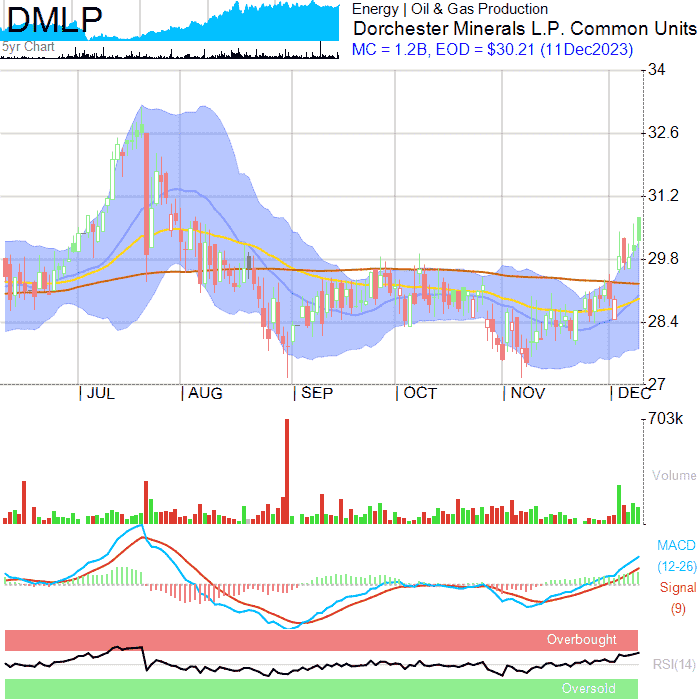 DMLP
5yr Chart
Energy | Oil & Gas Production
Dorchester Minerals L.P. Common Units
MC = 1.2B, EOD = $30.21 (11Dec2023)
34
32.6
31.2
29.8
28.4
27
| JUL | AUG | SEP | OCT | NOV | DEC
703k
Volume
MACD
(12-26)
Signal
(9)
Overbought
RSI(14)
Oversold